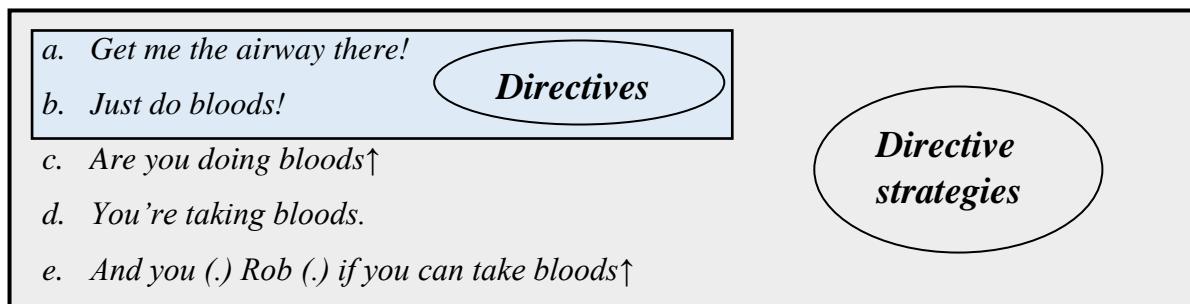 a. Get me the airway there!
b. Just do bloods!
Directives
c. Are you doing bloods↑
d. You’re taking bloods.
e. And you (.) Rob (.) if you can take bloods↑
Directive
strategies